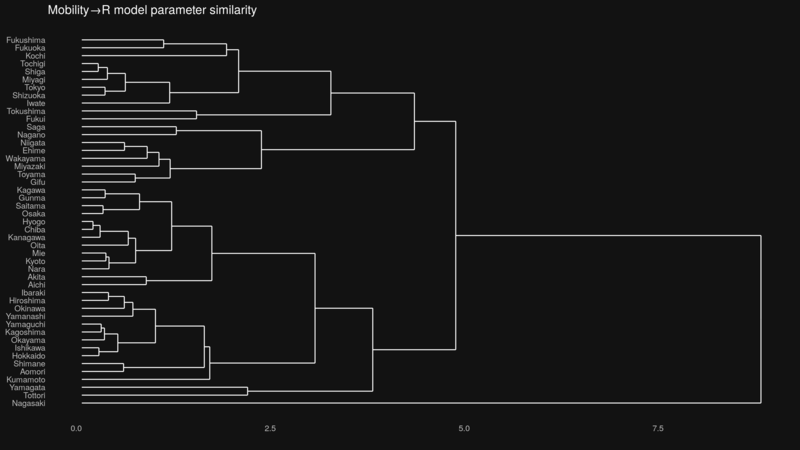 Mobility→R model parameter similarity
Fukushima
Fukuoka
Kochi
Tochigi
Shiga
Miyagi
Tokyo
Shizuoka
Iwate
Tokushima
Fukui
Saga
Nagano
Niigata
Ehime
Wakayama
Miyazaki
Toyama
Gifu
Kagawa
Gunma
Saitama
Osaka
Hyogo
Chiba
Kanagawa
Oita
Mie
Kyoto
Nara
Akita
Aichi
Ibaraki
Hiroshima
Okinawa
Yamanashi
Yamaguchi
Kagoshima
Okayama
Ishikawa
Hokkaido
Shimane
Aomori
Kumamoto
Yamagata
Tottori
Nagasaki
0.0 2.5 5.0 7.5